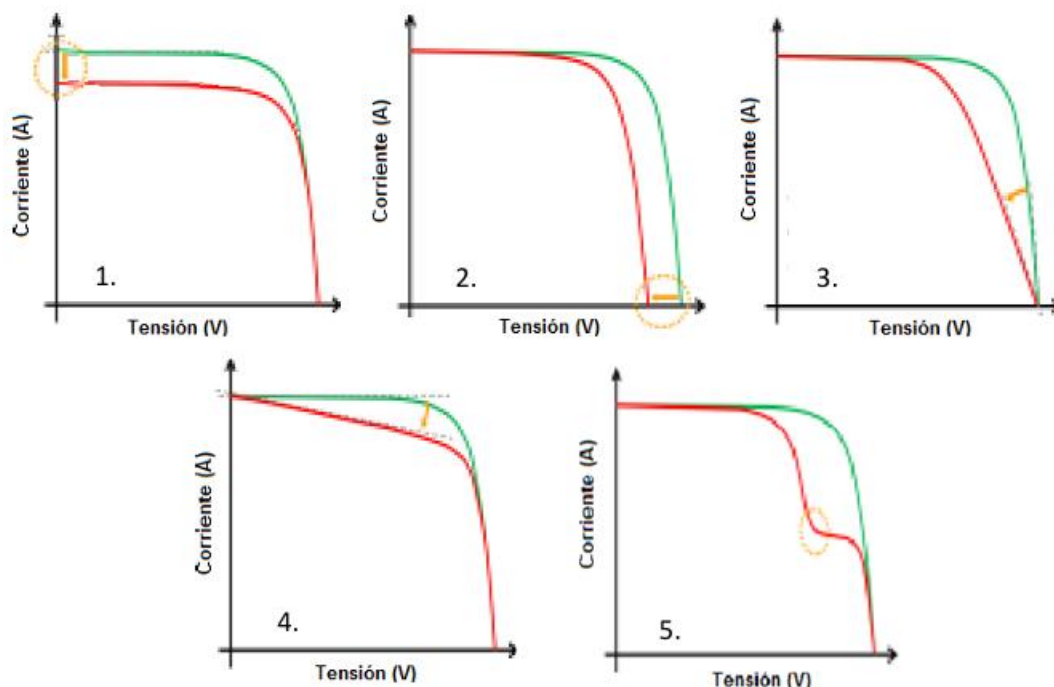 Corriente (A)
1.
Tensión (V)
Corriente (A)
2.
Tensión (V)
Corriente (A)
3.
Tensión (V)
Corriente (A)
4.
Tensión (V)
Corriente (A)
5.
Tensión (V)